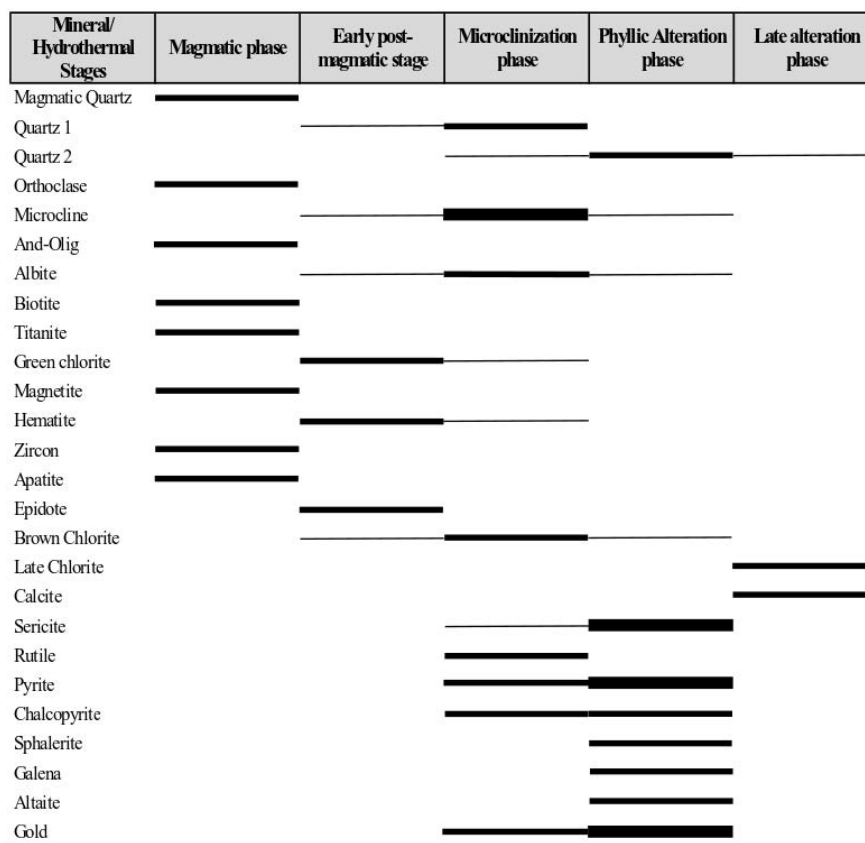 Mineral/
Hydrothermal
Stages
Magmatic phase
Early post-
magmatic stage
Microclinization
phase
Phyllic Alteration
phase
Late alteration
phase
Magmatic Quartz
Quartz 1
Quartz 2
Orthoclase
Microcline
And-Olig
Albite
Biotite
Titanite
Green chlorite
Magnetite
Hematite
Zircon
Apatite
Epidote
Brown Chlorite
Late Chlorite
Calcite
Sericite
Rutile
Pyrite
Chalcopyrite
Sphalerite
Galena
Altaite
Gold